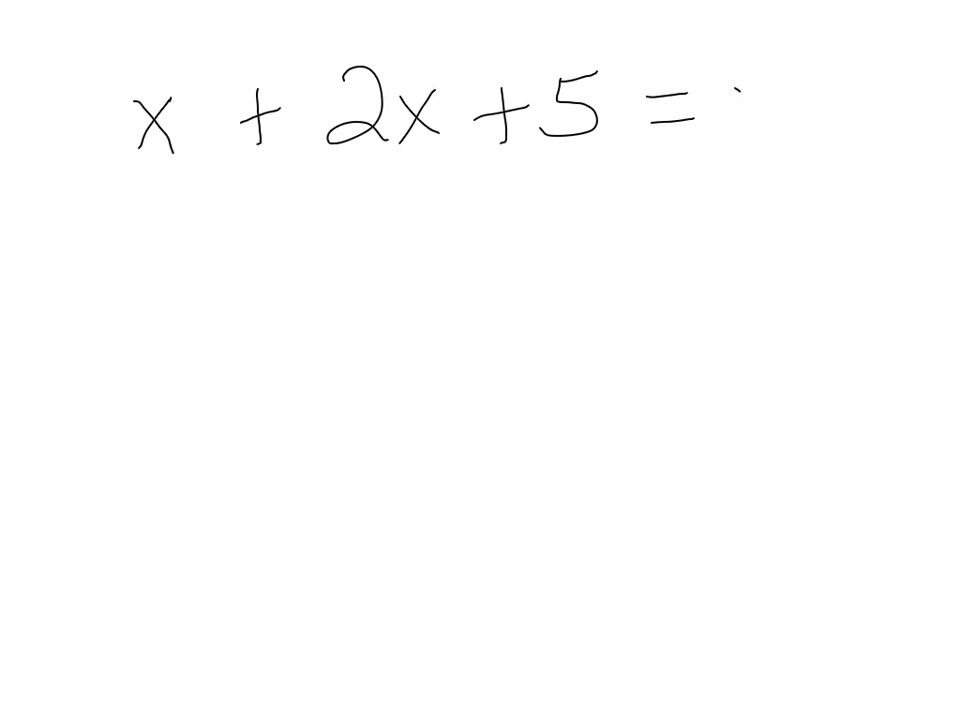 x + 2x + 5 =